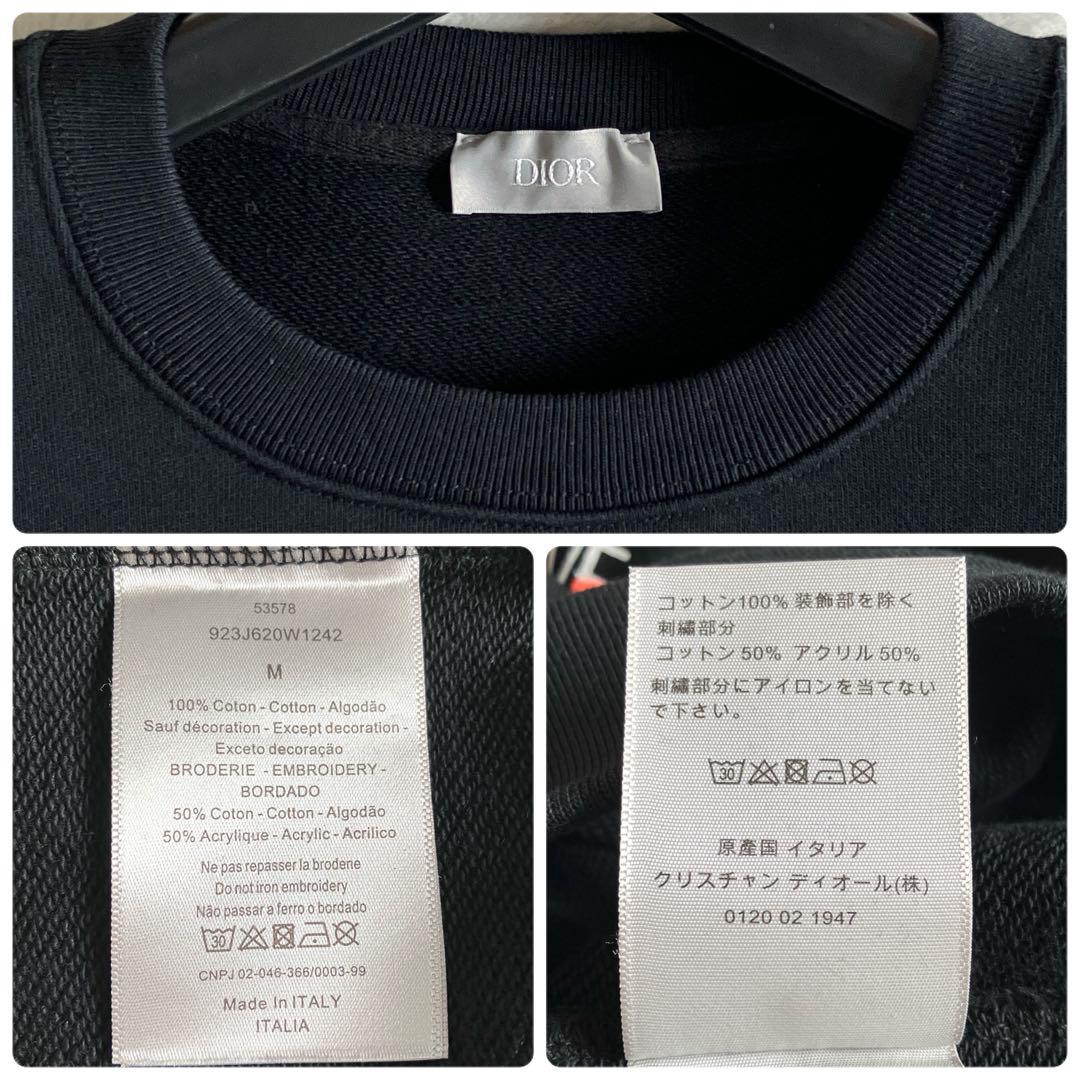 DIOR
53578
923J620W1242
M
100% Coton - Cotton - Algodão
Sauf décoration - Except decoration -
Exceto decoração
BRODERIE - EMBROIDERY -
BORDADO
50% Coton - Cotton - Algodão
50% Acrylique - Acrylic - Acrilico
Ne pas repasser la brodene
Do not iron embroidery
Não passar a ferro o bordado
30
CNPJ 02-046-366/0003-99
Made In ITALY
ITALIA
コットン100% 装飾部を除く
刺繡部分
コットン 50% アクリル 50%
刺繡部分にアイロンを当てない
で下さい。
30
原産国 イタリア
クリスチャン ディオール(株)
0120 02 1947